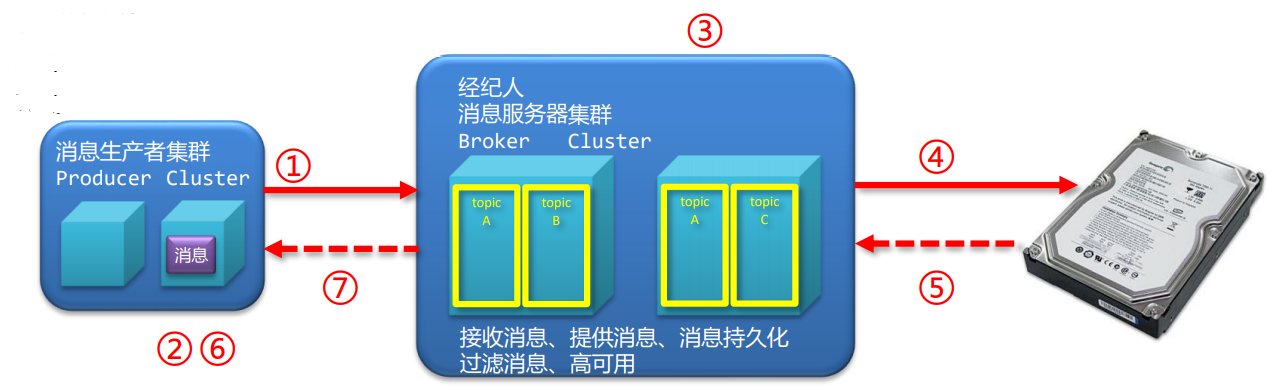 ③
经纪人
消息服务器集群
Broker Cluster
消息生产者集群
Producer Cluster
①
④
topic
A
topic
B
topic
A
topic
C
消息
⑦
⑤
②⑥
接收消息、提供消息、消息持久化
过滤消息、高可用